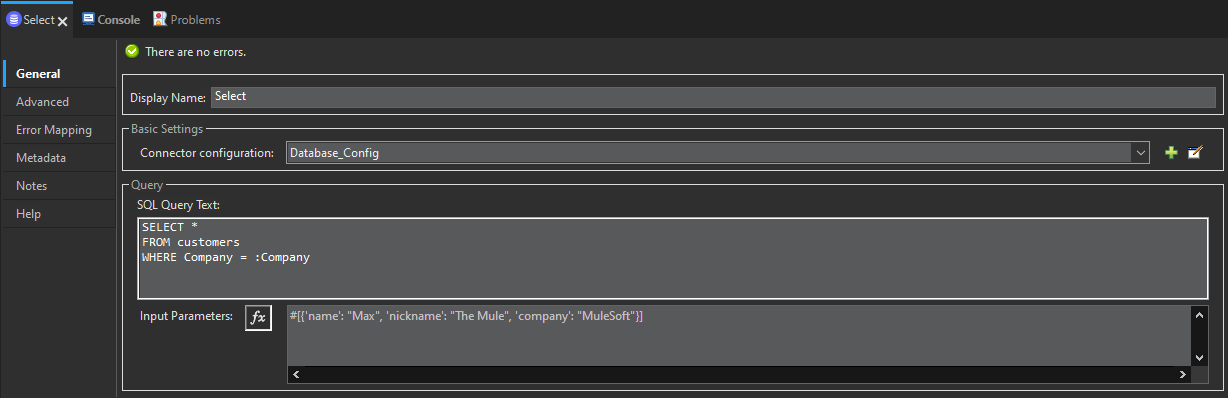 Select Console Problems
There are no errors.
General
Advanced
Error Mapping
Metadata
Notes
Help
Display Name: Select
Basic Settings
Connector configuration: Database_Config
Query
SQL Query Text:
SELECT *
FROM customers
WHERE Company = :Company
Input Parameters: fx #[{'name': "Max", 'nickname': "The Mule", 'company': "MuleSoft"}]